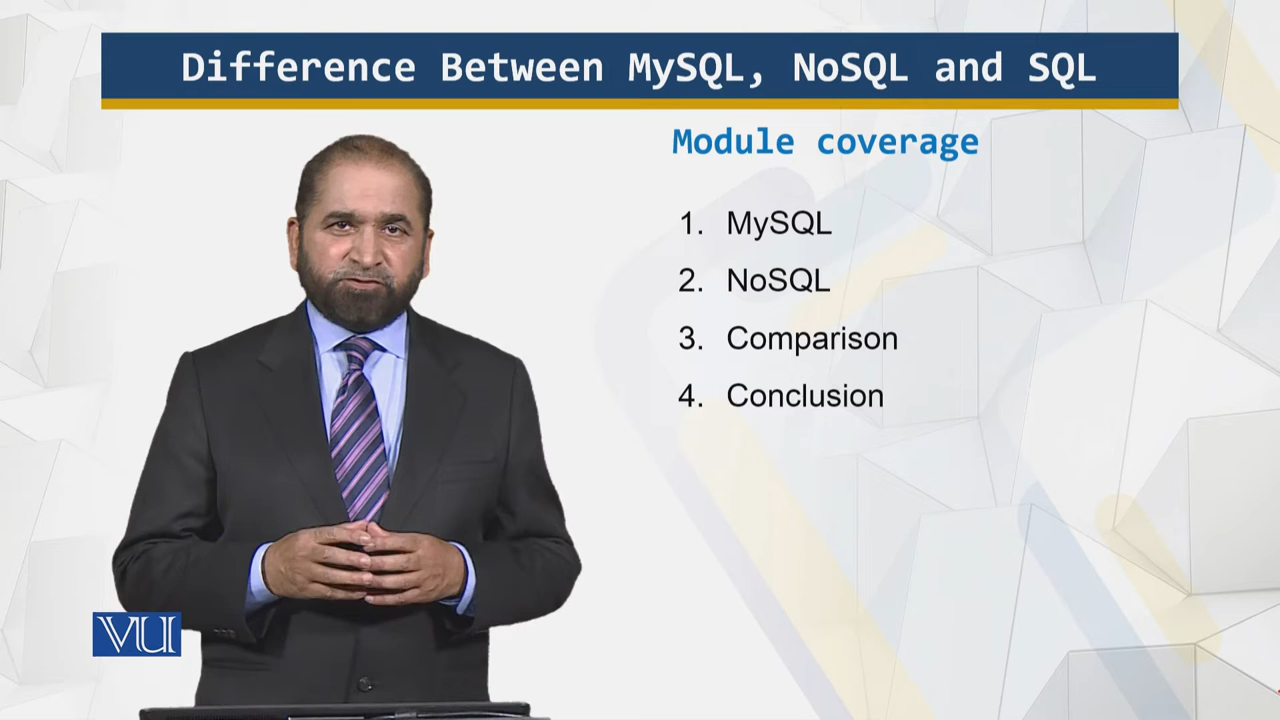 Difference Between MySQL, NoSQL and SQL
Module coverage
1. MySQL
2. NoSQL
3. Comparison
4. Conclusion
VU